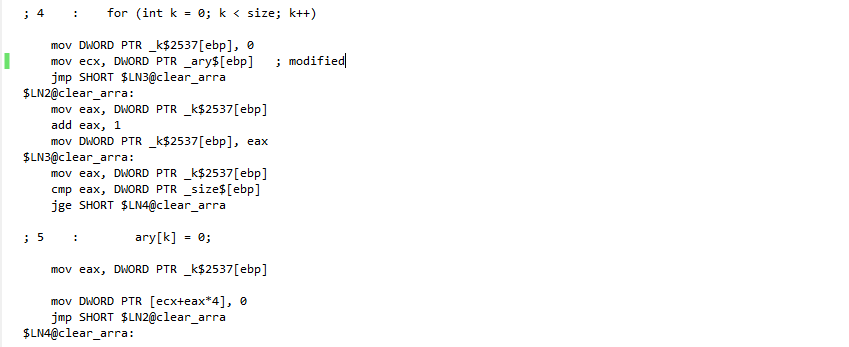 ; 4    :    for (int k = 0; k < size; k++)
mov DWORD PTR _k$2537[ebp], 0
mov ecx, DWORD PTR _ary$[ebp]   ; modified
jmp SHORT $LN3@clear_arra
$LN2@clear_arra:
mov eax, DWORD PTR _k$2537[ebp]
add eax, 1
mov DWORD PTR _k$2537[ebp], eax
$LN3@clear_arra:
mov eax, DWORD PTR _k$2537[ebp]
cmp eax, DWORD PTR _size$[ebp]
jge SHORT $LN4@clear_arra
; 5    :        ary[k] = 0;
mov eax, DWORD PTR _k$2537[ebp]
mov DWORD PTR [ecx+eax*4], 0
jmp SHORT $LN2@clear_arra
$LN4@clear_arra: